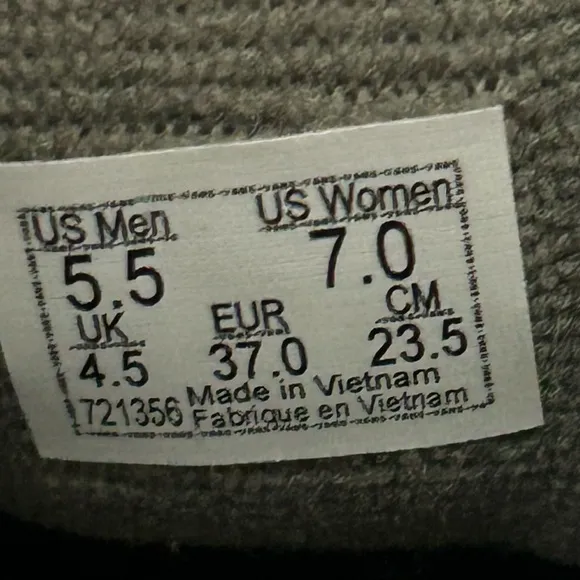 US Men US Women
5.5 7.0
UK EUR CM
4.5 37.0 23.5
721356 Made in Vietnam
Fabrique en Vietnam